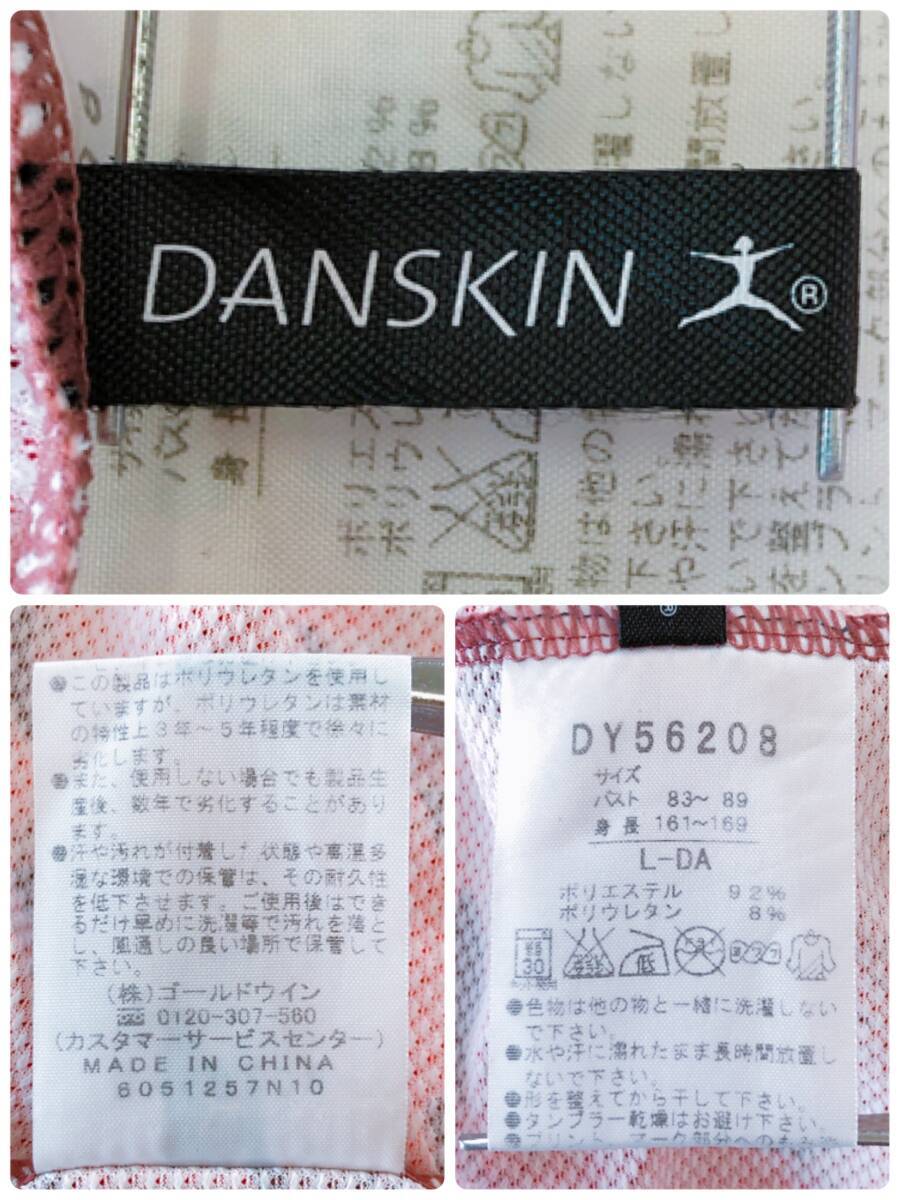 DANSKIN ®
この製品はポリウレタンを使用し
ていますが、ポリウレタンは素材
の特性上3年〜5年程度で徐々に
劣化します。
また、使用しない場合でも製品生
産後、数年で劣化することがあり
ます。
汗や汚れが付着した状態や高温多
湿な環境での保管は、その耐久性
を低下させます。ご使用後はでき
るだけ早めに洗濯等で汚れを落と
し、風通しの良い場所で保管して
下さい。
(株)ゴールドウイン
0120-307-560
(カスタマーサービスセンター)
MADE IN CHINA
6051257N10
DY56208
サイズ
バスト 83〜 89
身長 161〜169
L-DA
ポリエステル 92%
ポリウレタン 8%
30
低
●色物は他の物と一緒に洗濯しない
で下さい。
●水や汗に濡れたまま長時間放置し
ないで下さい。
●形を整えてから干して下さい。
●タンブラー乾燥はお避け下さい。